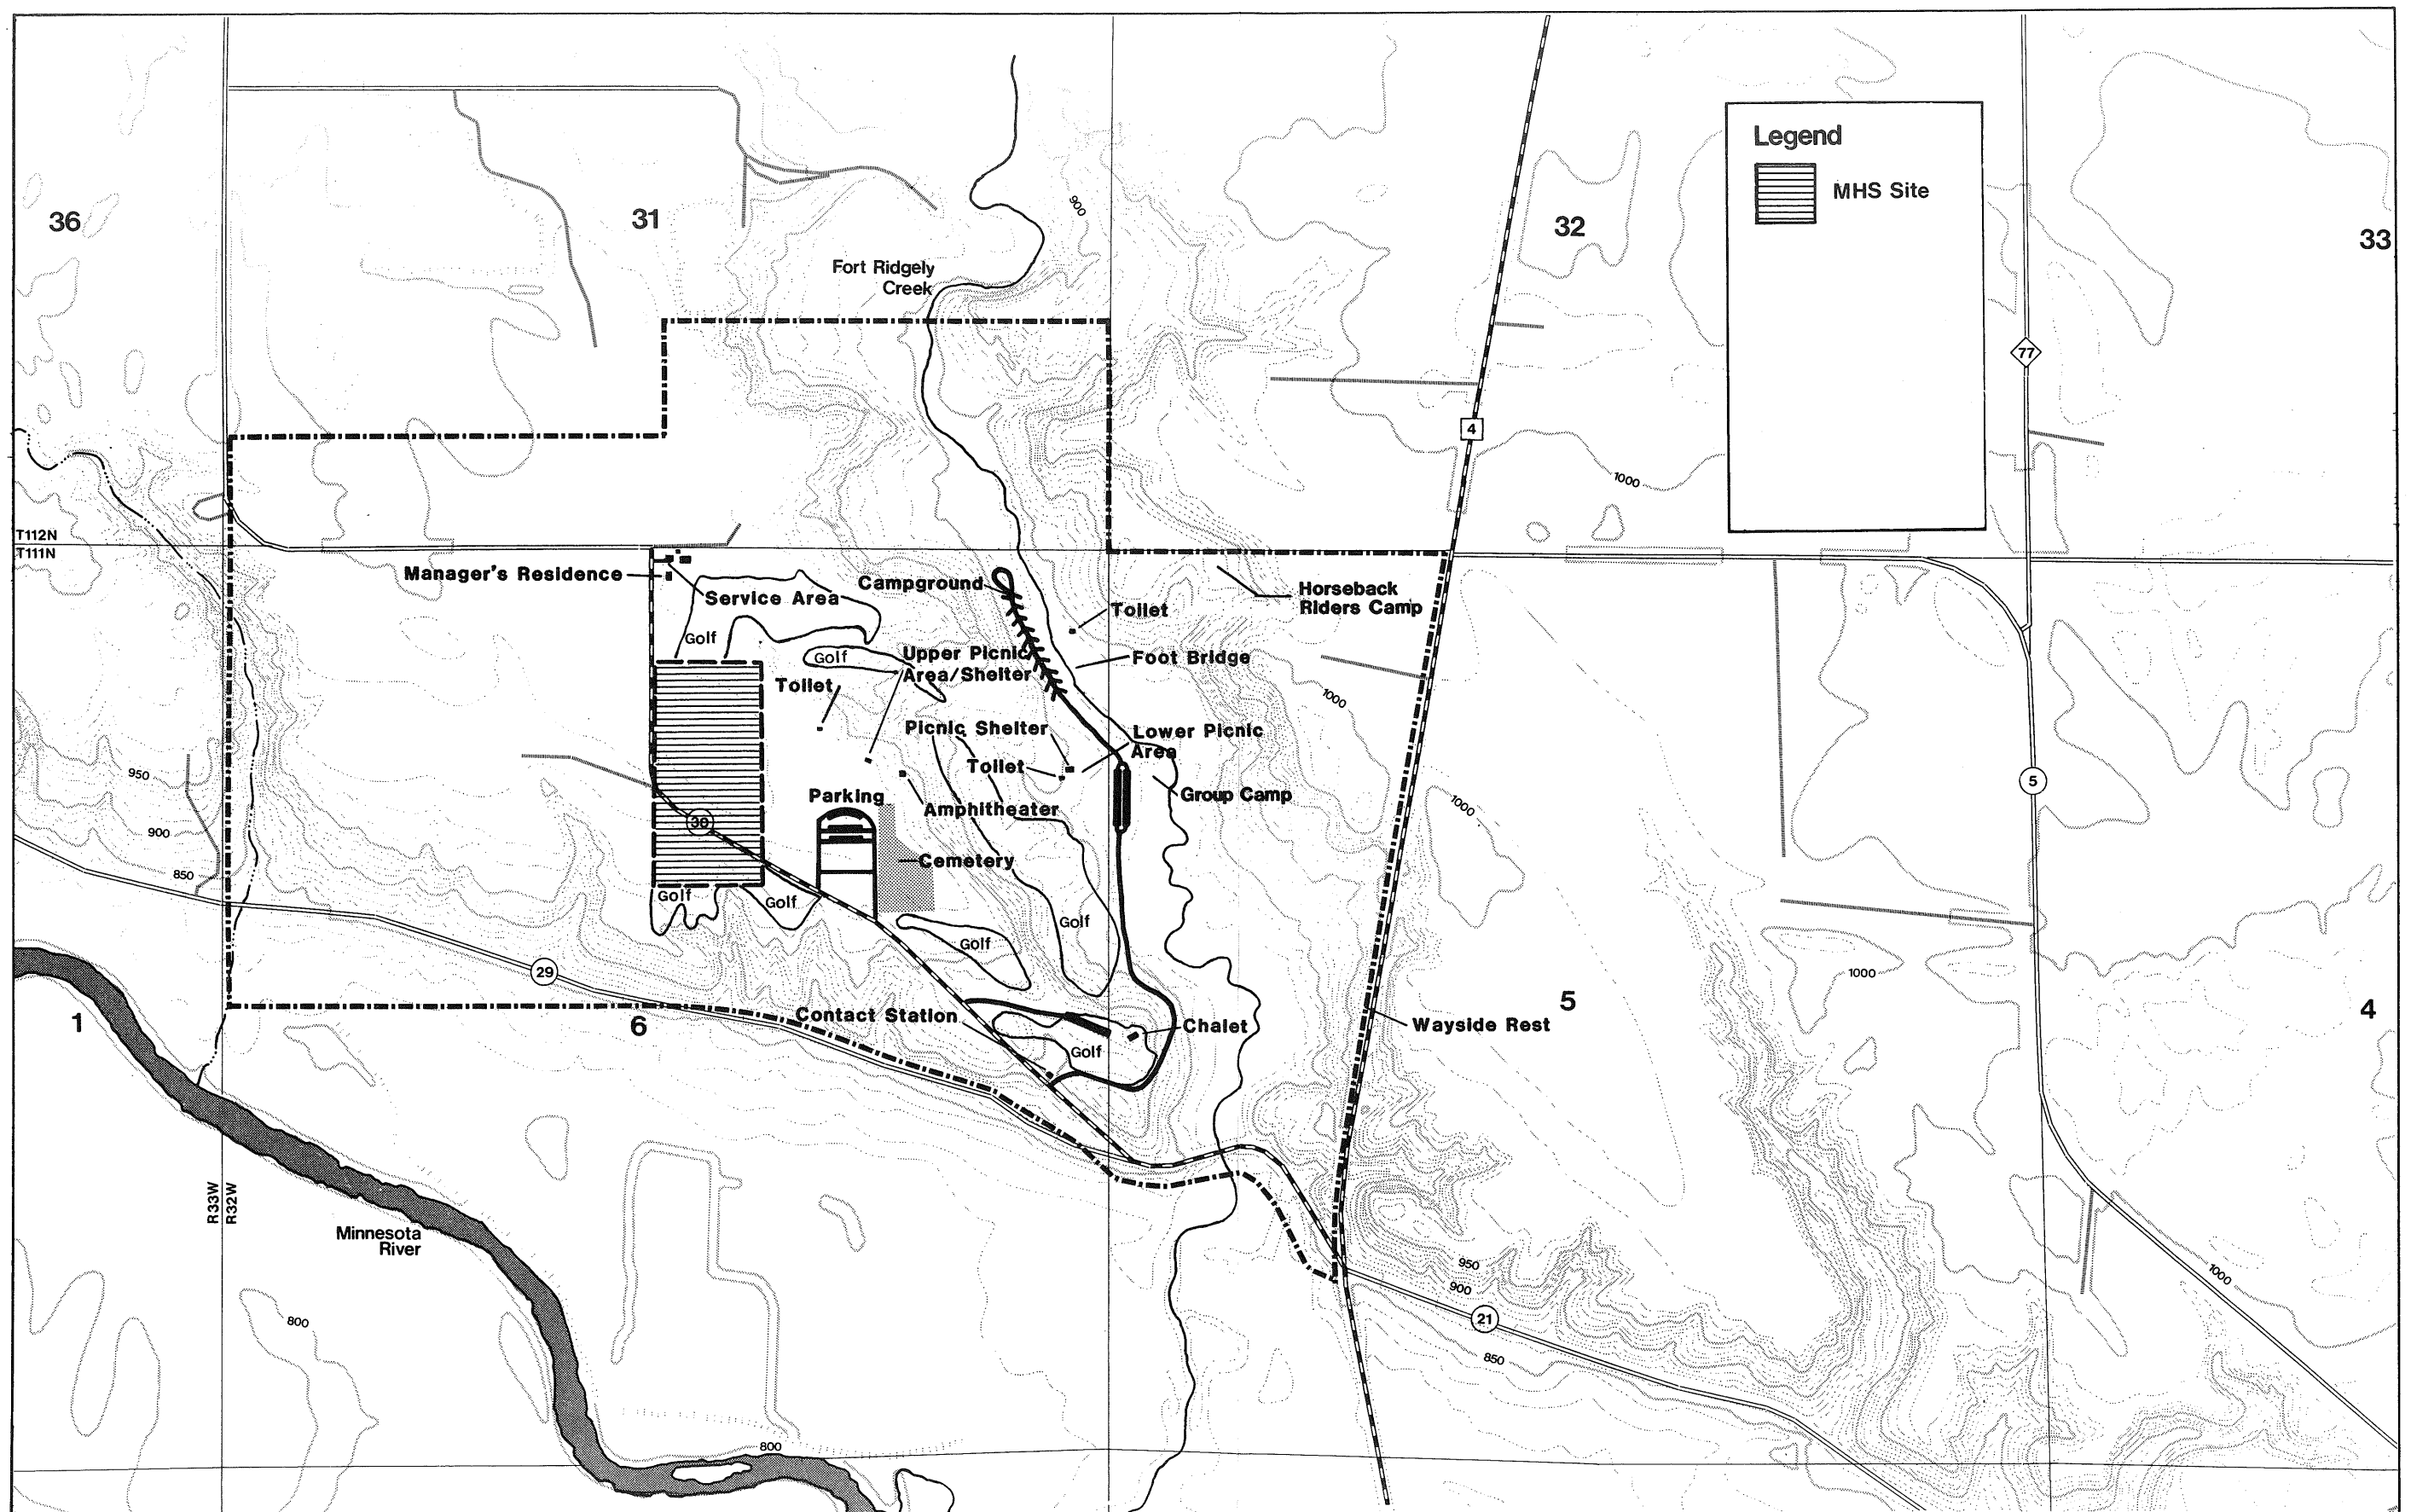 Legend
MHS Site
36
31
32
33
900
Fort Ridgely
Creek
77
4
1000
T112N
T111N
Manager's Residence
Service Area
Campground
Toilet
Horseback
Riders Camp
Golf
Golf
Upper Picnic
Area/Shelter
Foot Bridge
Toilet
1000
Picnic Shelter
Lower Picnic
Area
Toilet
950
5
Parking
Amphitheater
Group Camp
1000
900
30
Cemetery
850
Golf
Golf
Golf
Golf
29
1000
1
6
Contact Station
Chalet
Golf
Wayside Rest
5
4
R33W
R32W
Minnesota
River
950
900
1000
21
800
850
800